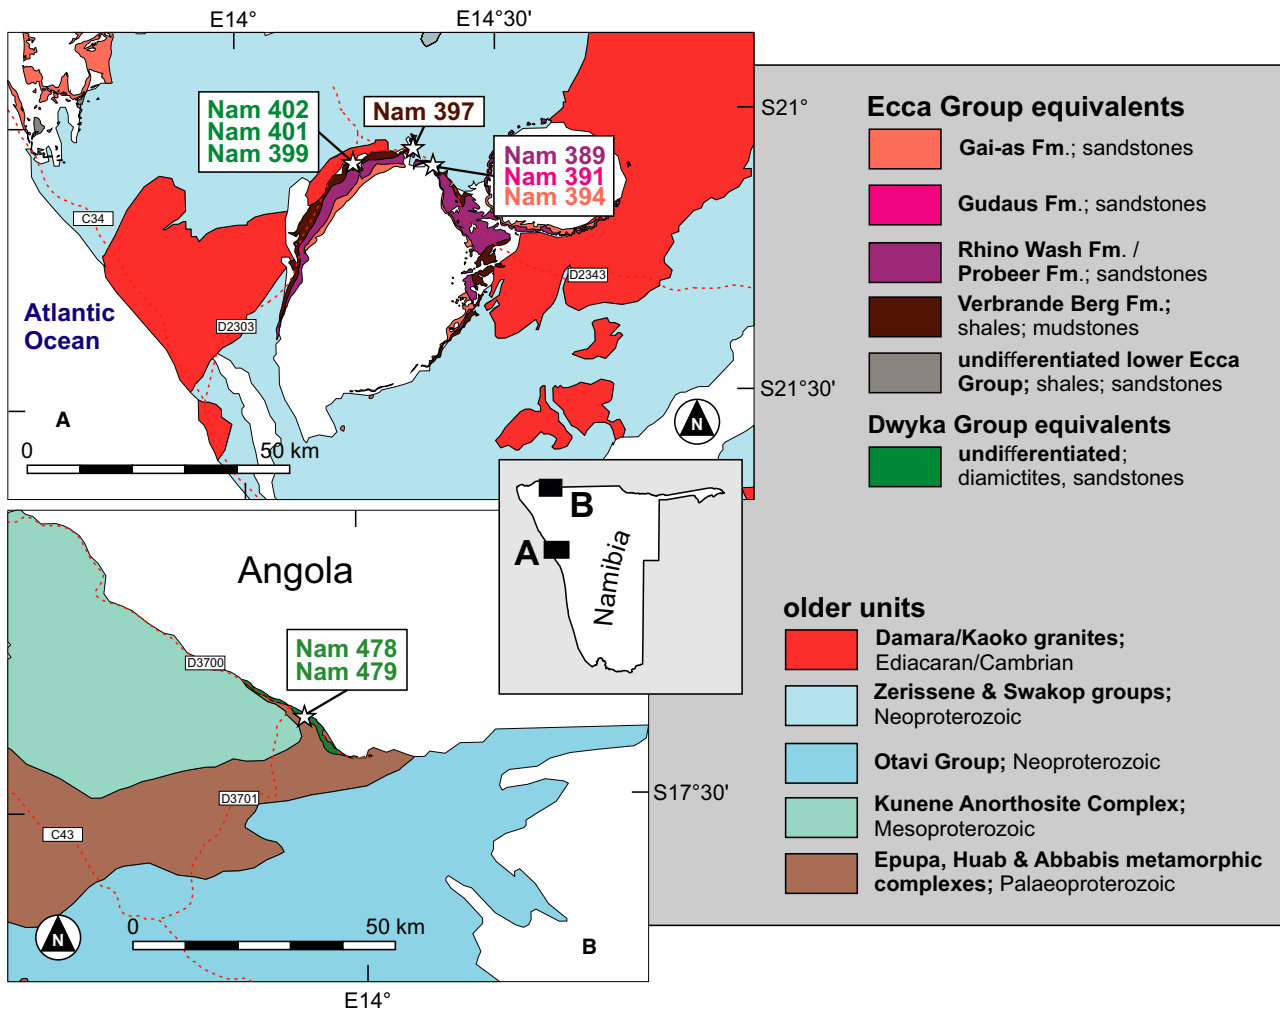 E14°
E14°30'
S21°
Nam 402
Nam 401
Nam 399
Nam 397
Nam 389
Nam 391
Nam 394
C34
D2343
Atlantic
Ocean
D2303
S21°30'
A
N
0
50 km
Ecca Group equivalents
Gai-as Fm.; sandstones
Gudaus Fm.; sandstones
Rhino Wash Fm. /
Probeer Fm.; sandstones
Verbrande Berg Fm.;
shales; mudstones
undifferentiated lower Ecca
Group; shales; sandstones
Dwyka Group equivalents
undifferentiated;
diamictites, sandstones
B
A
Namibia
Angola
Nam 478
Nam 479
D3700
S17°30'
D3701
C43
N
0
50 km
B
E14°
older units
Damara/Kaoko granites;
Ediacaran/Cambrian
Zerissene & Swakop groups;
Neoproterozoic
Otavi Group; Neoproterozoic
Kunene Anorthosite Complex;
Mesoproterozoic
Epupa, Huab & Abbabis metamorphic
complexes; Palaeoproterozoic